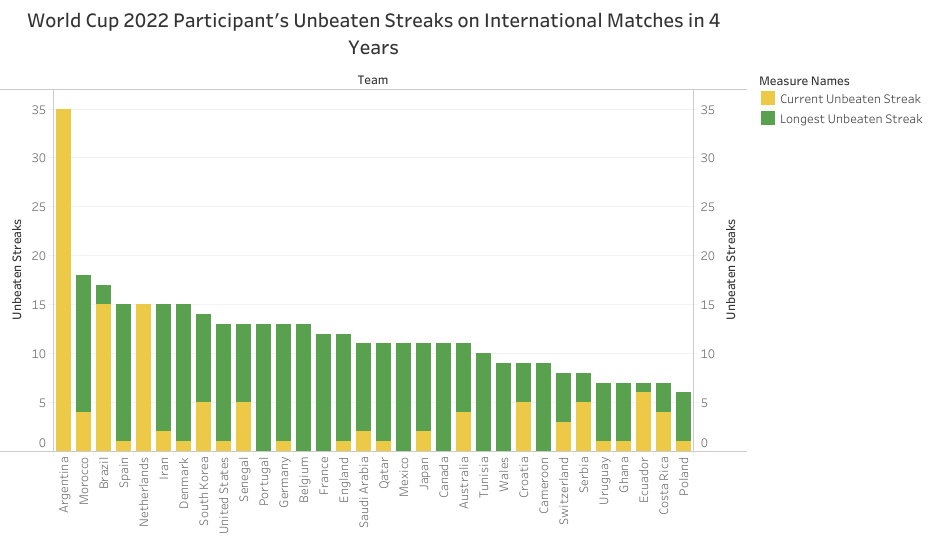 World Cup 2022 Participant's Unbeaten Streaks on International Matches in 4
Years
Team
Measure Names
Current Unbeaten Streak
Longest Unbeaten Streak
Unbeaten Streaks
35
30
25
20
15
10
5
0
35
30
25
20
15
10
5
0
Unbeaten Streaks
Argentina
Morocco
Brazil
Spain
Netherlands
Iran
Denmark
South Korea
United States
Senegal
Portugal
Germany
Belgium
France
England
Saudi Arabia
Qatar
Mexico
Japan
Canada
Australia
Tunisia
Wales
Croatia
Cameroon
Switzerland
Serbia
Uruguay
Ghana
Ecuador
Costa Rica
Poland